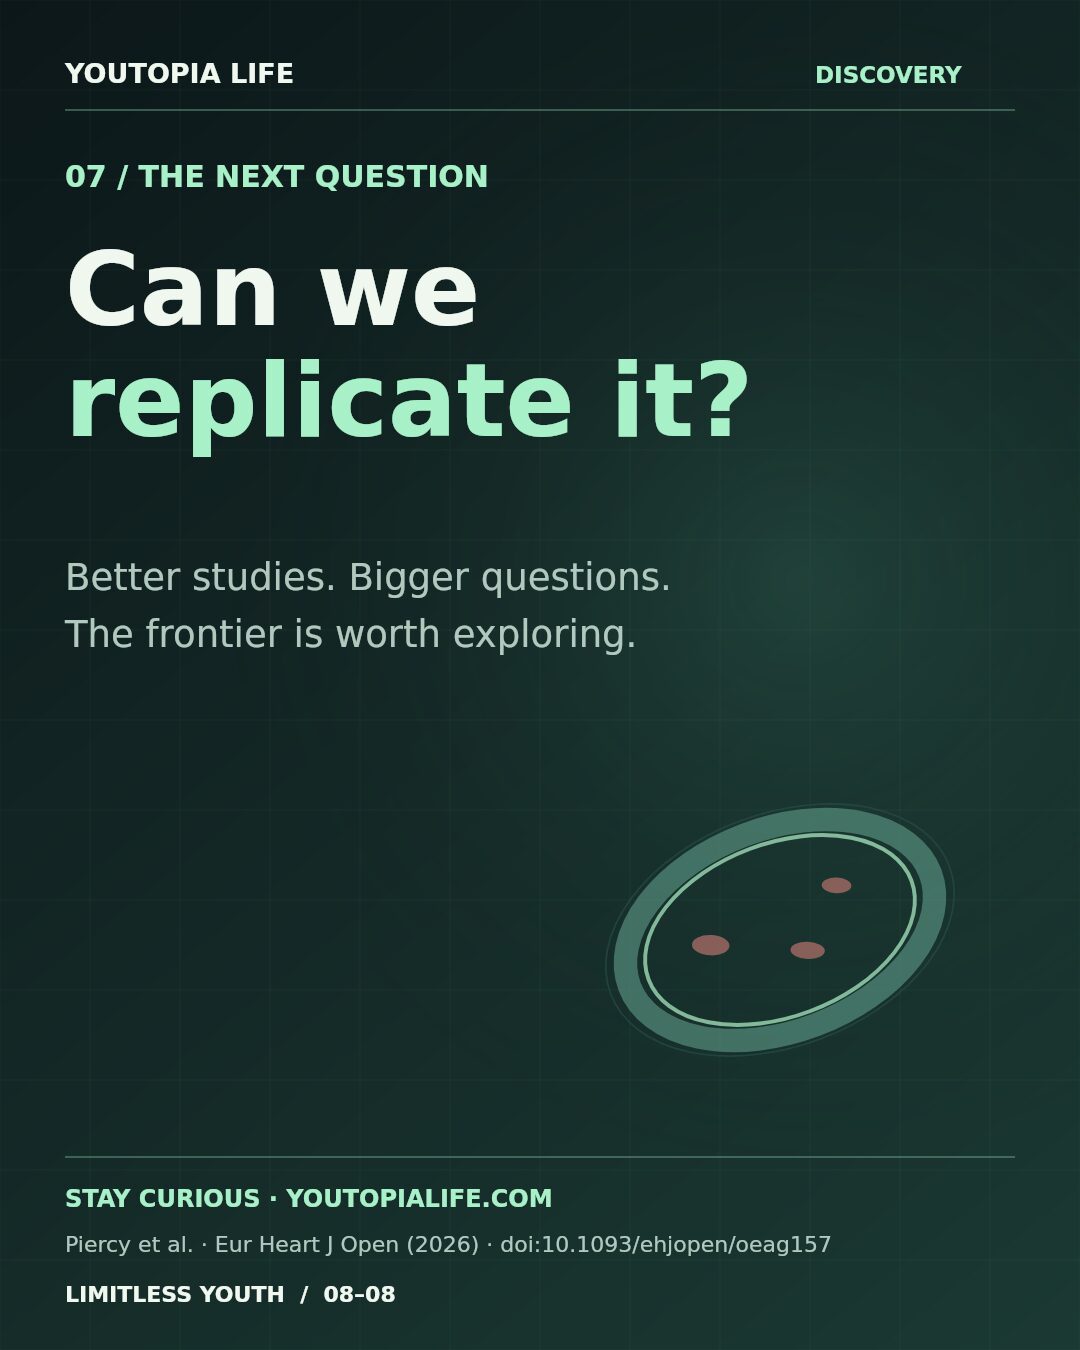 YOUTOPIA LIFE
DISCOVERY
07 / THE NEXT QUESTION
Can we
replicate it?
Better studies. Bigger questions.
The frontier is worth exploring.
STAY CURIOUS · YOUTOPIALIFE.COM
Piercy et al. · Eur Heart J Open (2026) · doi:10.1093/ehjopen/oeag157
LIMITLESS YOUTH / 08–08